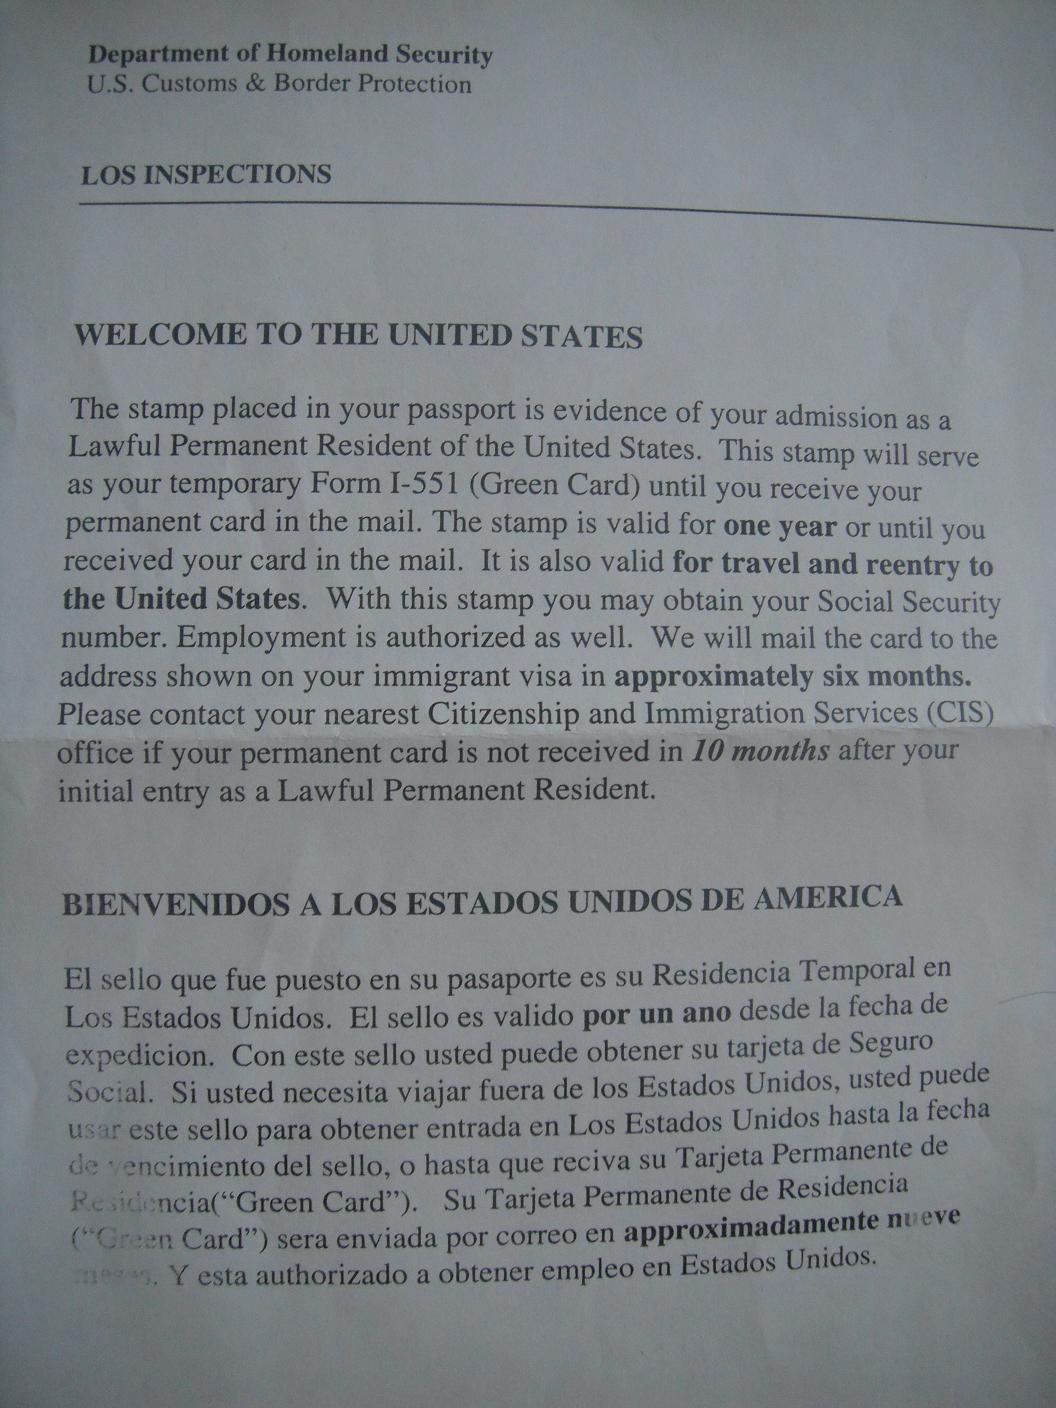 Department of Homeland Security
U.S. Customs & Border Protection
LOS INSPECTIONS
WELCOME TO THE UNITED STATES
The stamp placed in your passport is evidence of your admission as a
Lawful Permanent Resident of the United States.  This stamp will serve
as your temporary Form I-551 (Green Card) until you receive your
permanent card in the mail. The stamp is valid for one year or until you
received your card in the mail.  It is also valid for travel and reentry to
the United States.  With this stamp you may obtain your Social Security
number. Employment is authorized as well.  We will mail the card to the
address shown on your immigrant visa in approximately six months.
Please contact your nearest Citizenship and Immigration Services (CIS)
office if your permanent card is not received in 10 months after your
initial entry as a Lawful Permanent Resident.
BIENVENIDOS A LOS ESTADOS UNIDOS DE AMERICA
El sello que fue puesto en su pasaporte es su Residencia Temporal en
Los Estados Unidos.  El sello es valido por un ano desde la fecha de
expedicion.  Con este sello usted puede obtener su tarjeta de Seguro
Social.  Si usted necesita viajar fuera de los Estados Unidos, usted puede
usar este sello para obtener entrada en Los Estados Unidos hasta la fecha
de vencimiento del sello, o hasta que reciva su Tarjeta Permanente de
Residencia(“Green Card”).   Su Tarjeta Permanente de Residencia
(“Green Card”) sera enviada por correo en approximadamente nueve
meses. Y esta authorizado a obtener empleo en Estados Unidos.